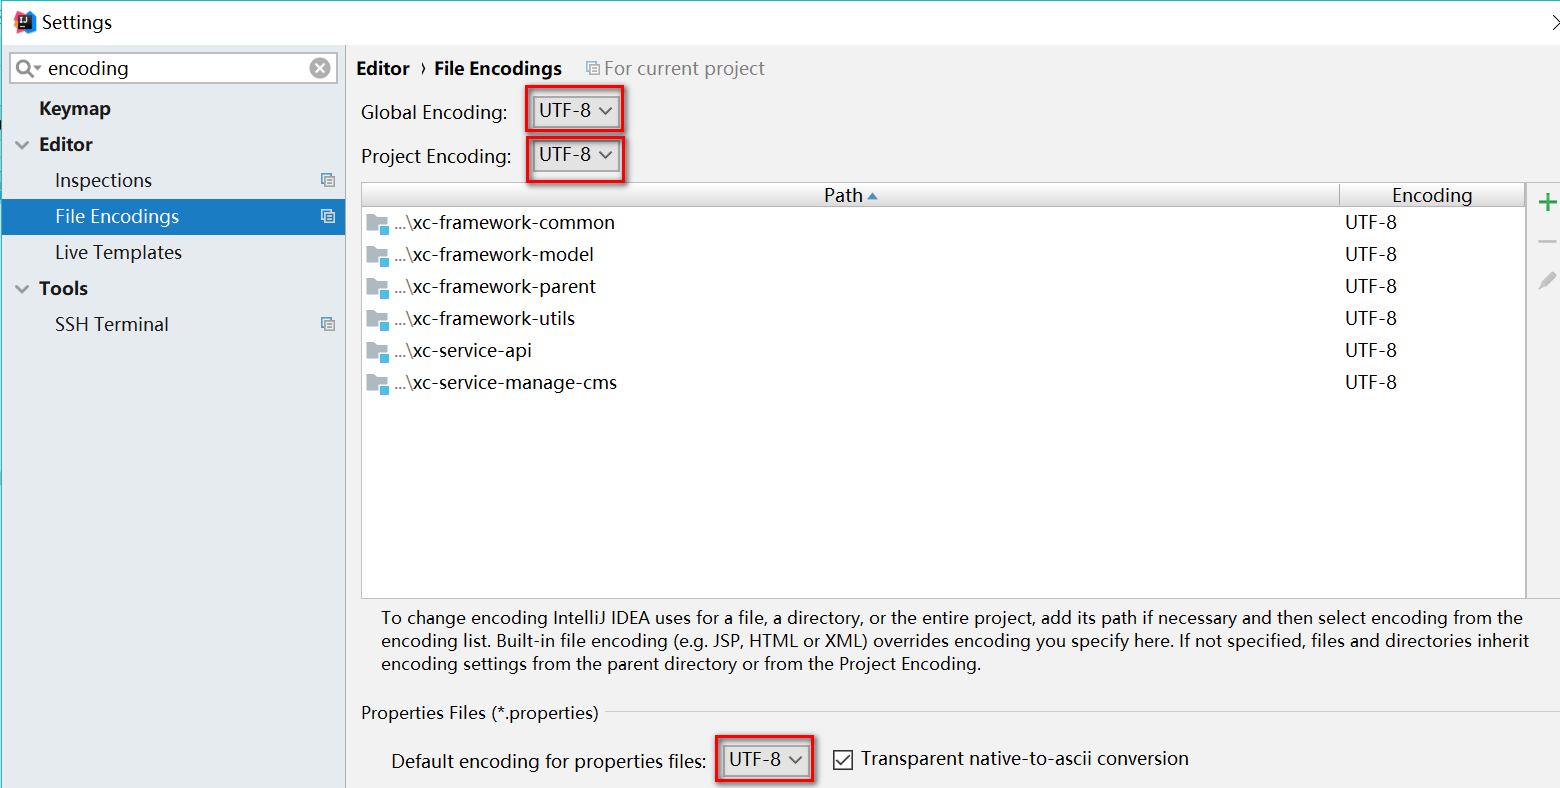 Settings
encoding
Keymap
Editor
Inspections
File Encodings
Live Templates
Tools
SSH Terminal
Editor › File Encodings For current project
Global Encoding: UTF-8
Project Encoding: UTF-8
Path Encoding
...\xc-framework-common UTF-8
...\xc-framework-model UTF-8
...\xc-framework-parent UTF-8
...\xc-framework-utils UTF-8
...\xc-service-api UTF-8
...\xc-service-manage-cms UTF-8
To change encoding IntelliJ IDEA uses for a file, a directory, or the entire project, add its path if necessary and then select encoding from the
encoding list. Built-in file encoding (e.g. JSP, HTML or XML) overrides encoding you specify here. If not specified, files and directories inherit
encoding settings from the parent directory or from the Project Encoding.
Properties Files (*.properties)
Default encoding for properties files: UTF-8 Transparent native-to-ascii conversion